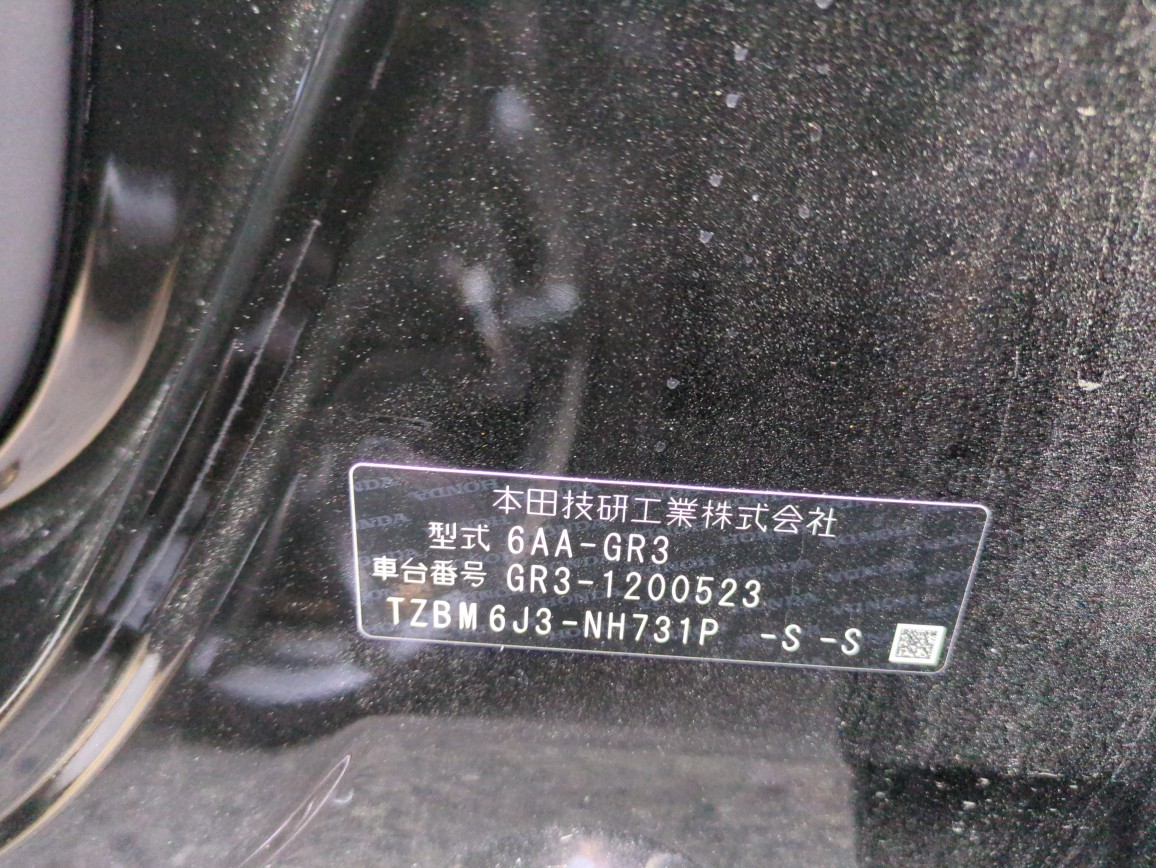 本田技研工業株式会社
型式 6AA-GR3
車台番号 GR3-1200523
TZBM6J3-NH731P -S -S